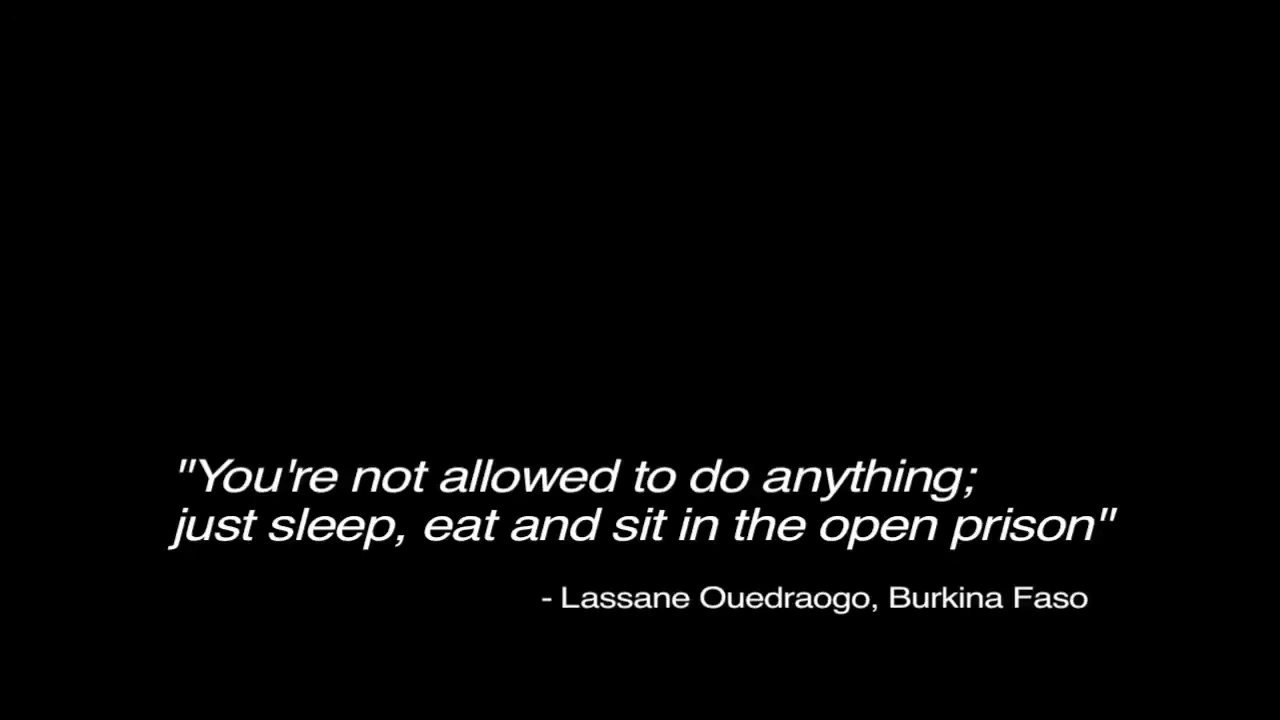 "You're not allowed to do anything;
just sleep, eat and sit in the open prison"
- Lassane Ouedraogo, Burkina Faso